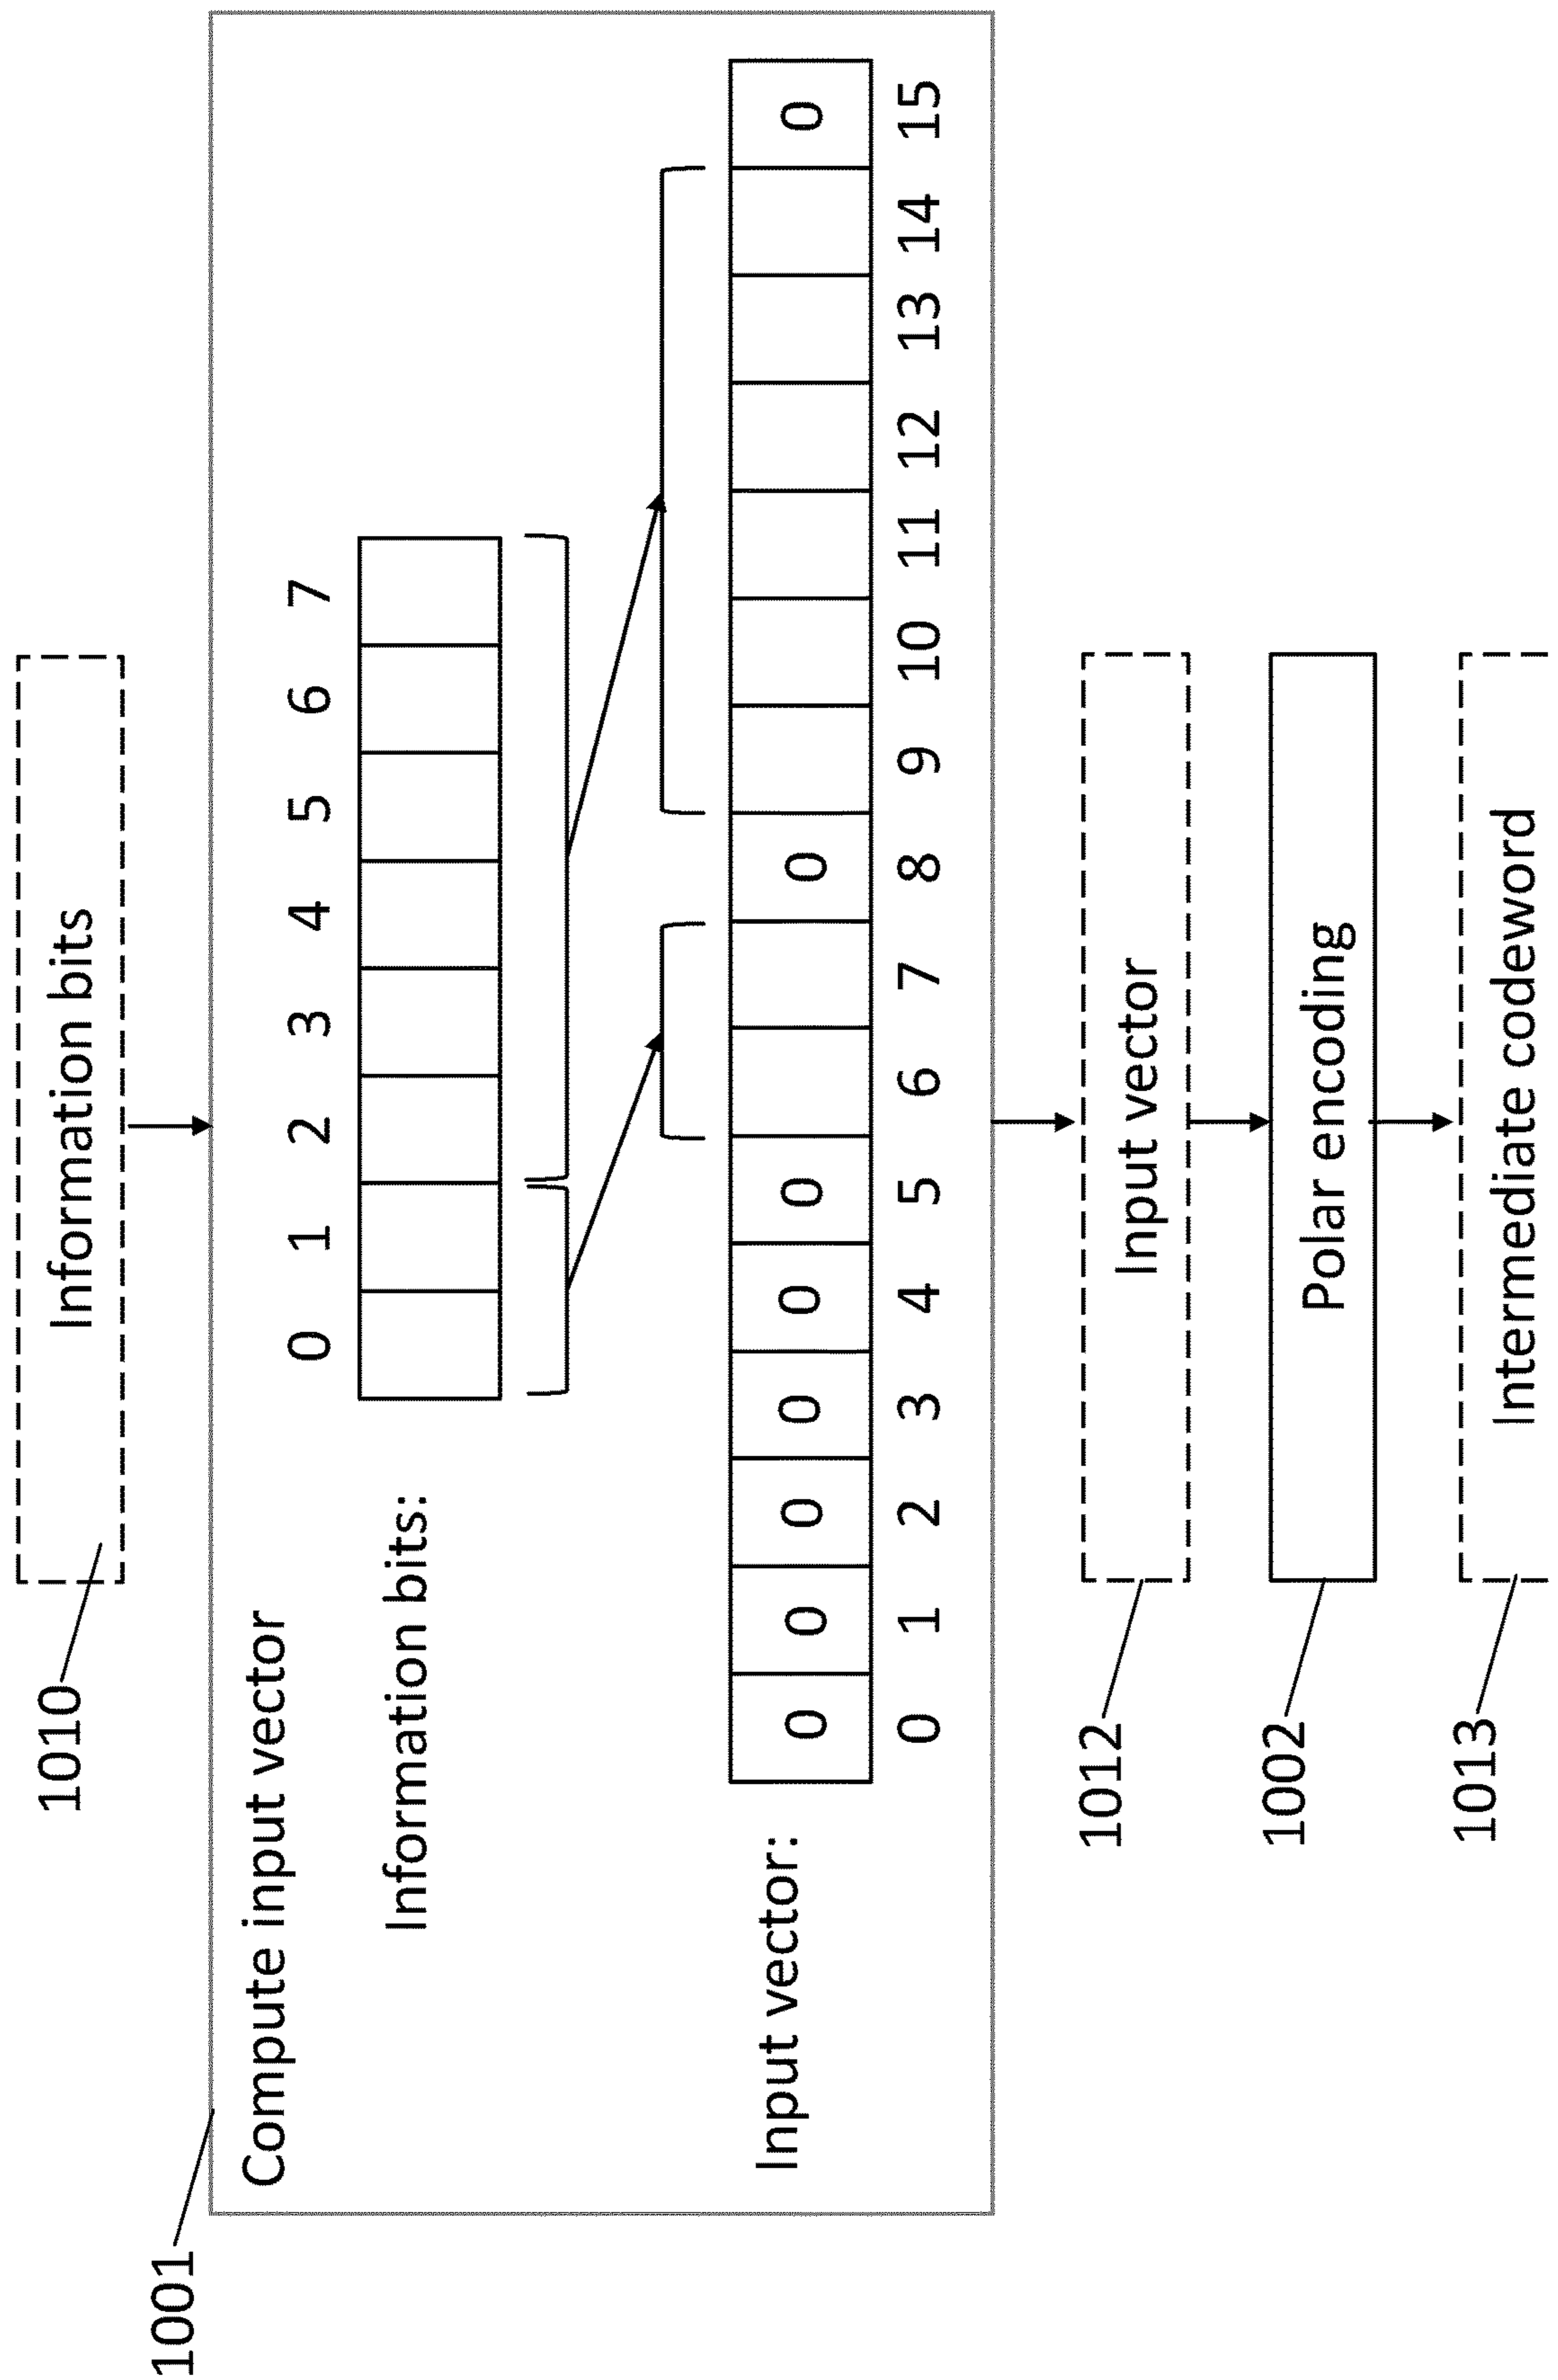 1010
Information bits
1001
Compute input vector
0 1 2 3 4 5 6 7
Information bits:
Input vector:
0 0 0 0 0 0 0 0
0 1 2 3 4 5 6 7 8 9 10 11 12 13 14 15
1012
Input vector
1002
Polar encoding
1013
Intermediate codeword